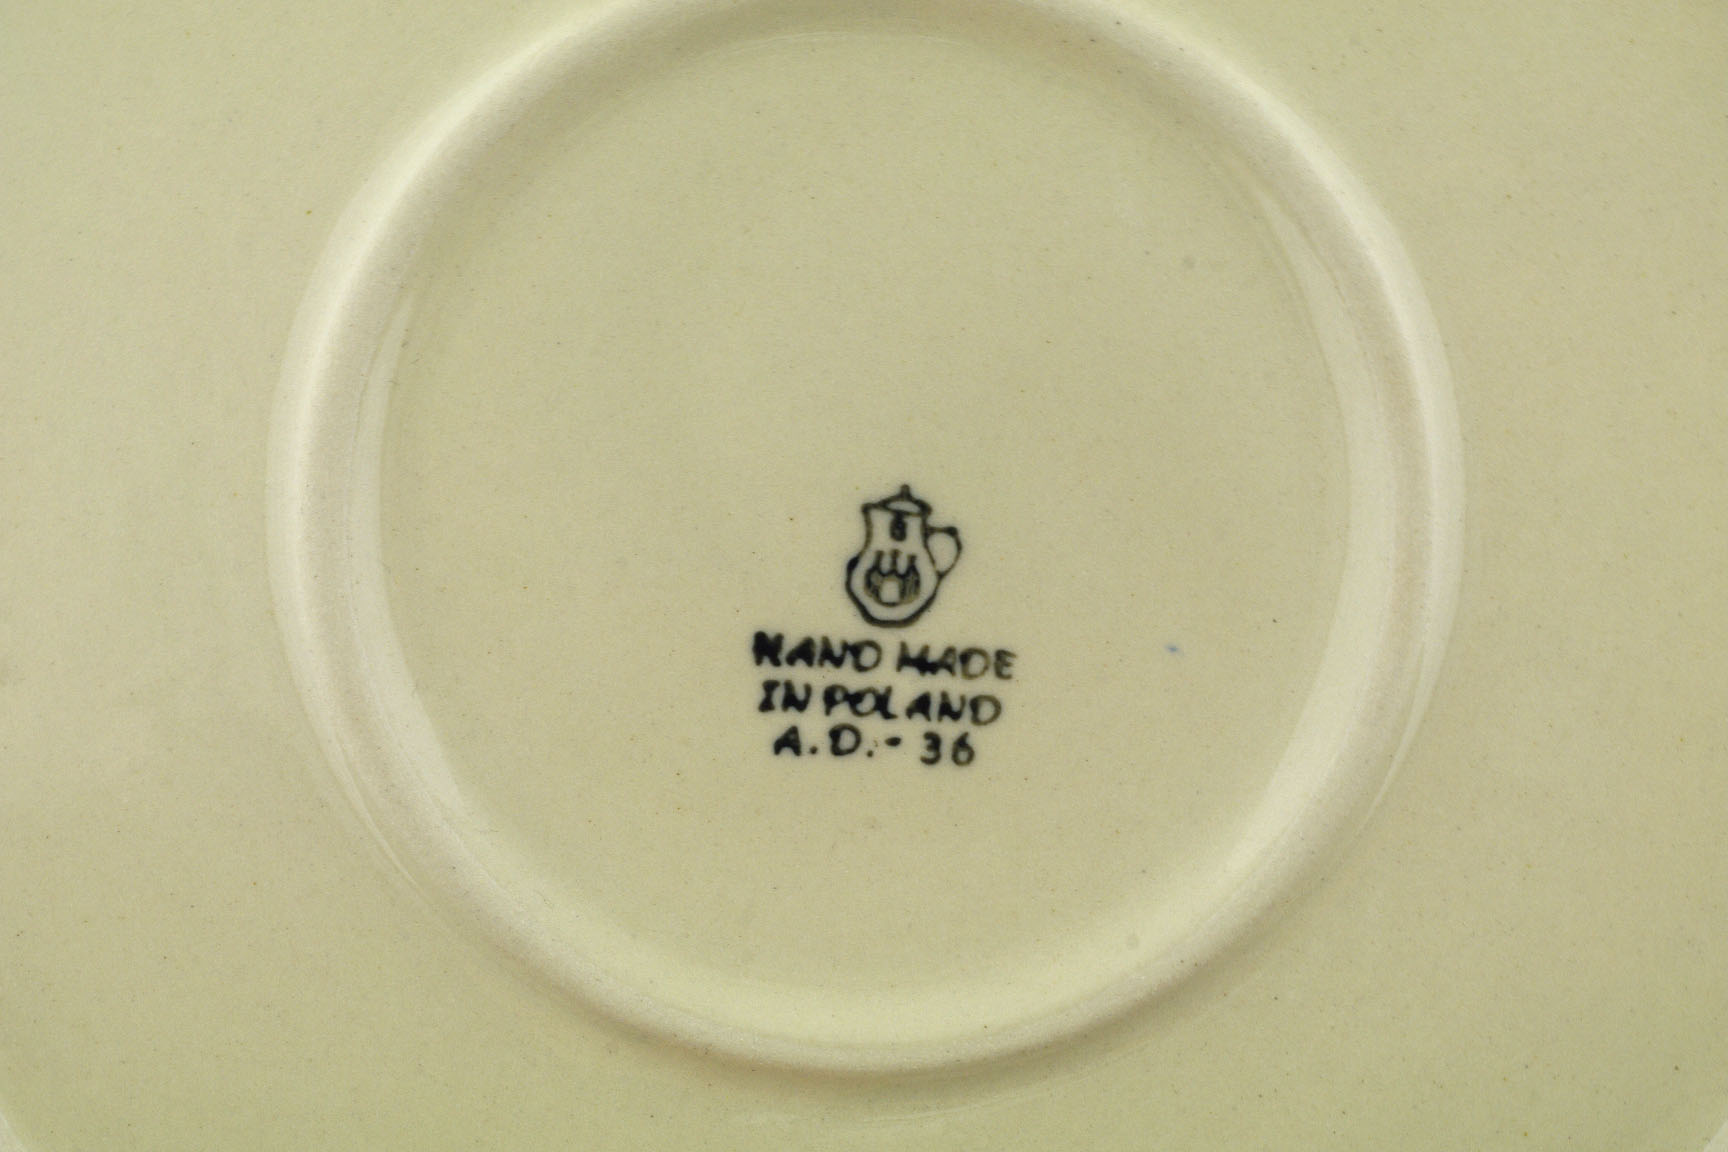 HAND MADE
IN POLAND
A.D.- 36